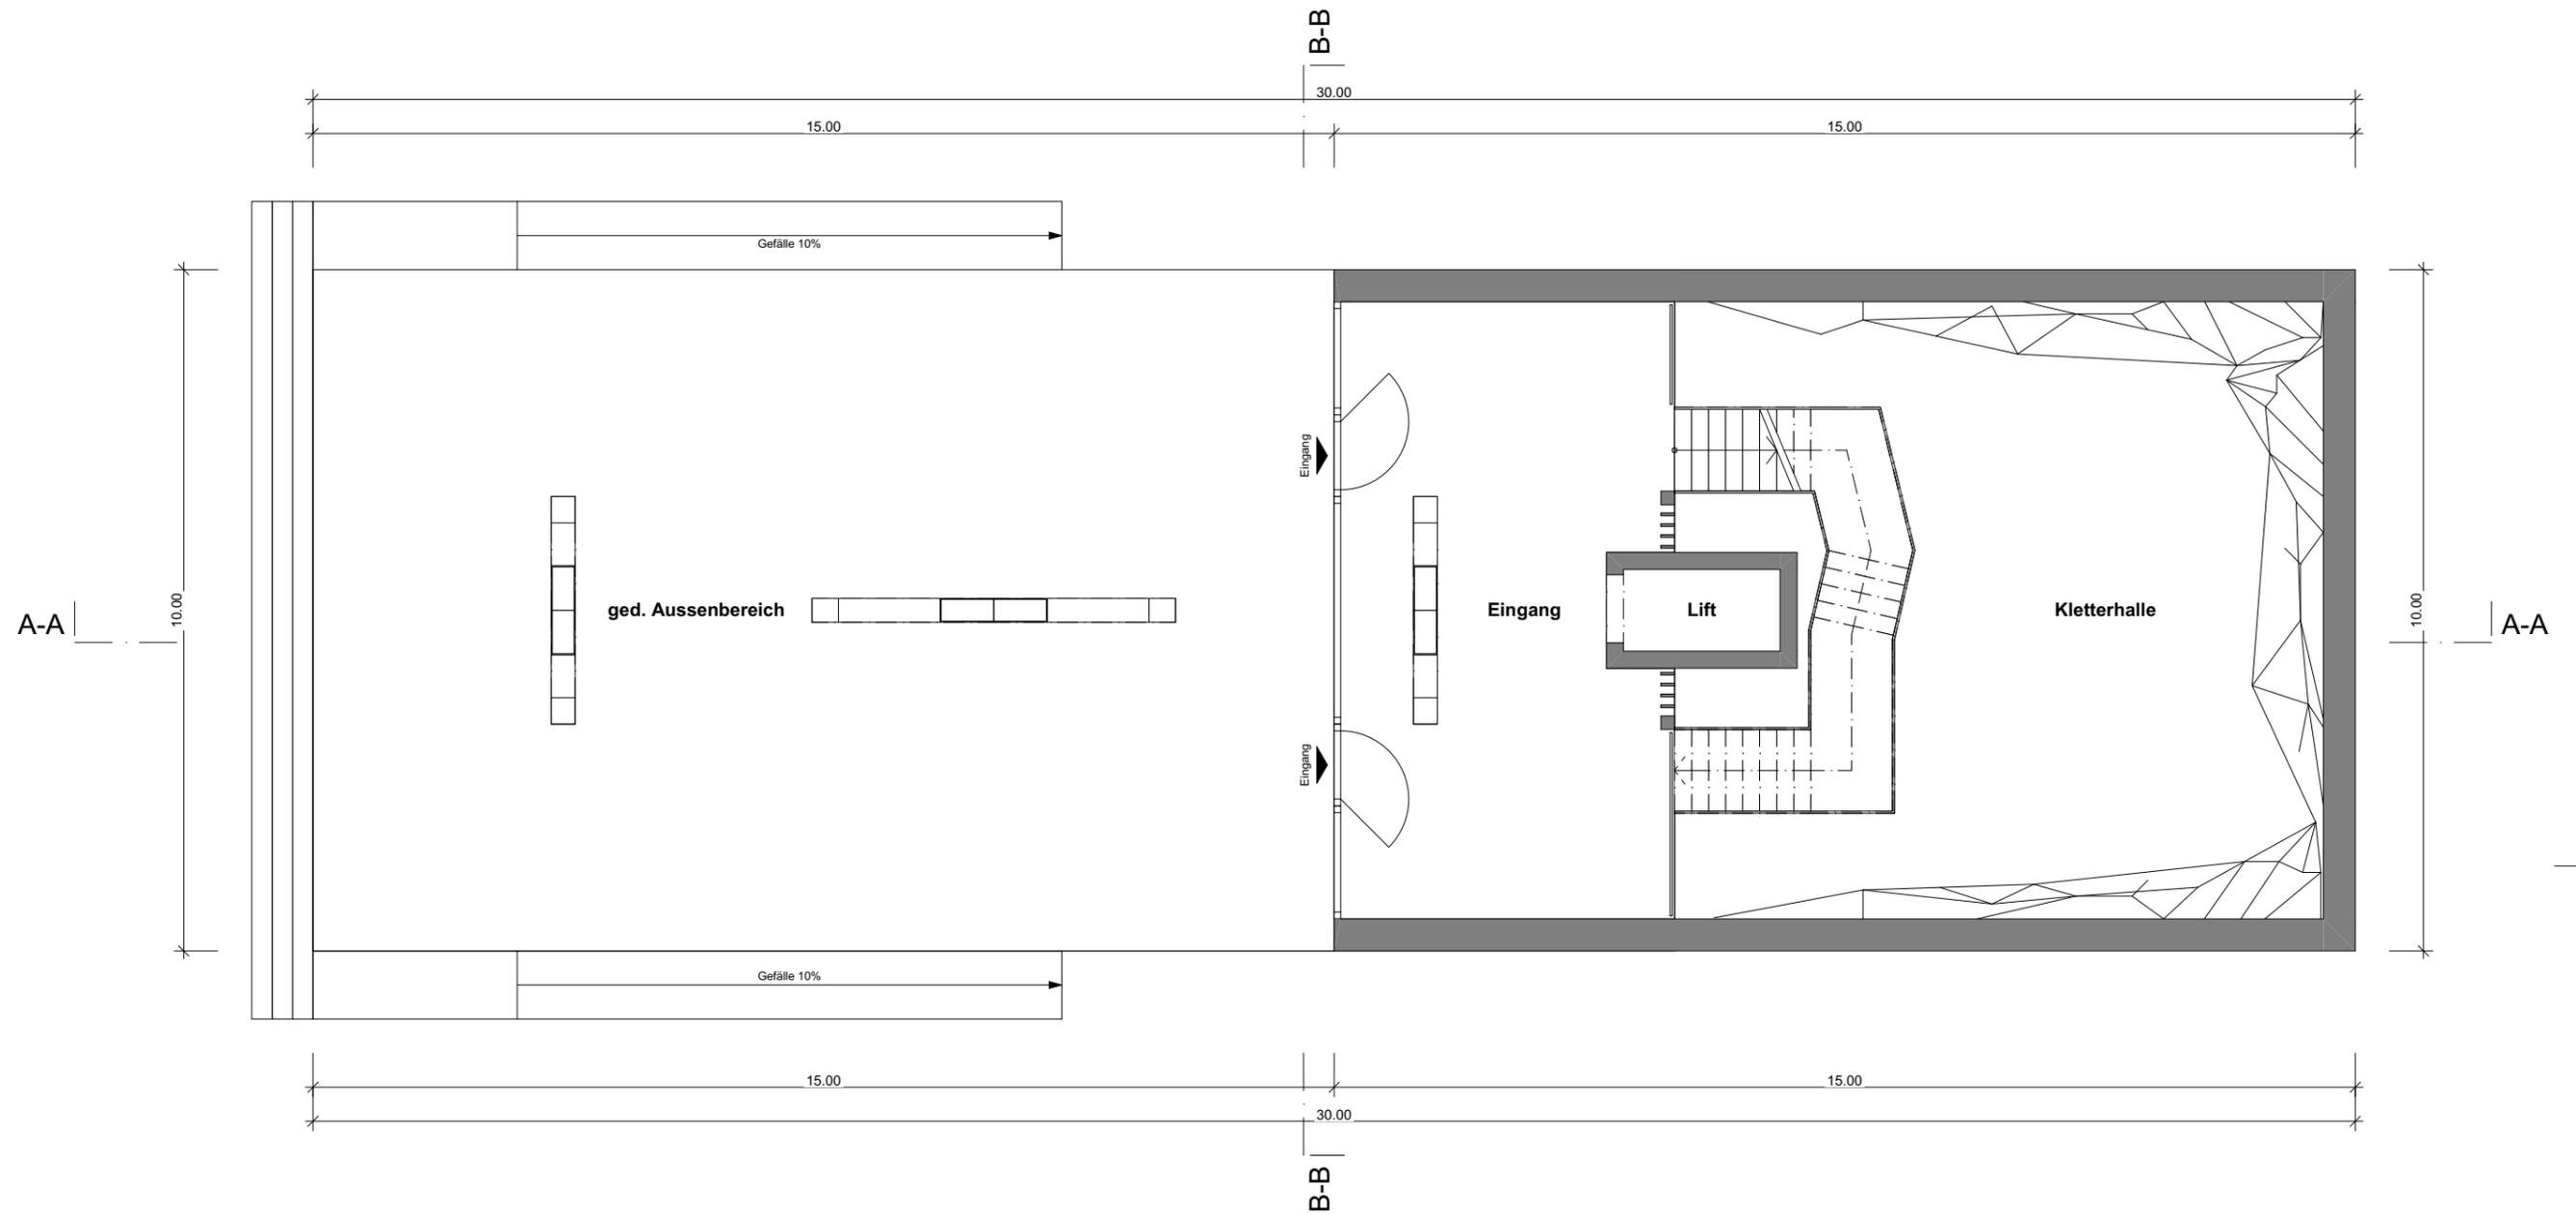 B-B
30.00
15.00
15.00
Gefälle 10%
Eingang
10.00
ged. Aussenbereich
Eingang
Lift
Kletterhalle
10.00
A-A
A-A
Eingang
Gefälle 10%
15.00
15.00
30.00
B-B